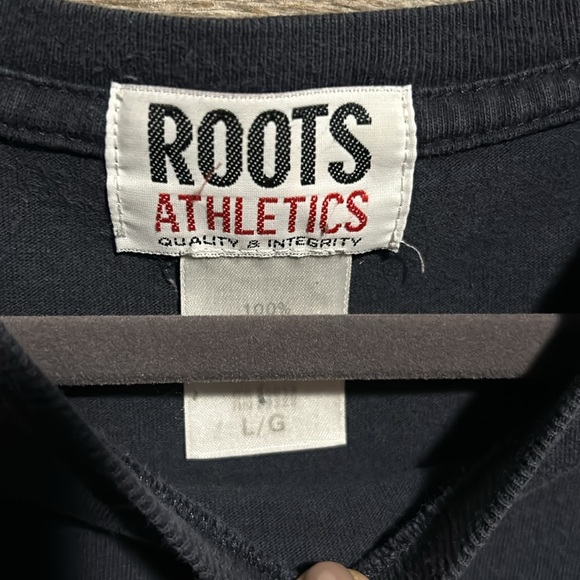 ROOTS
ATHLETICS
QUALITY & INTEGRITY
100%
L/G